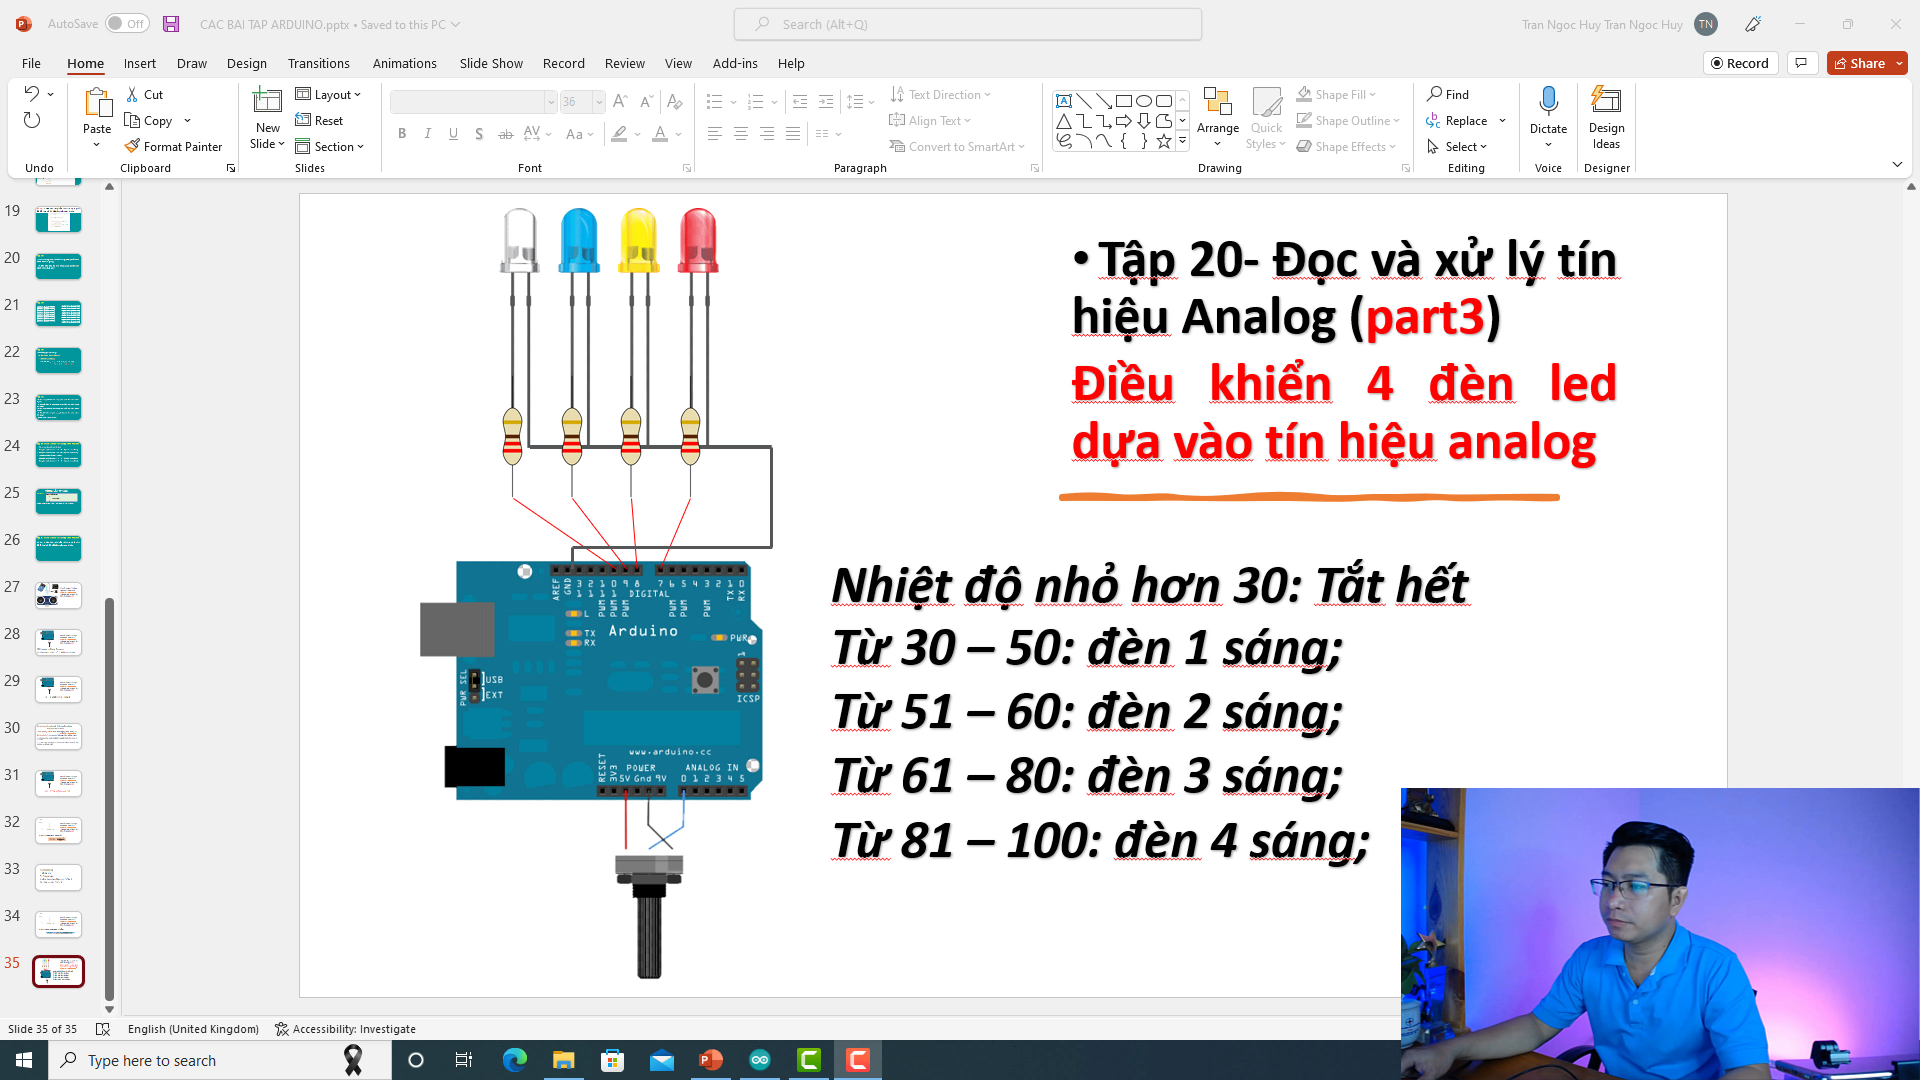 AutoSave Off CAC BAI TAP ARDUINO.pptx • Saved to this PC Search (Alt+Q) Tran Ngoc Huy Tran Ngoc Huy TN
File Home Insert Draw Design Transitions Animations Slide Show Record Review View Add-ins Help Record Share
Cut Layout 36 Text Direction Shape Fill Find
Paste Copy New Slide Reset Align Text Arrange Quick Styles Shape Outline Replace Dictate Design Ideas
Format Painter Section B I U S ab AV Aa A Convert to SmartArt Shape Effects Select
Undo Clipboard Slides Font Paragraph Drawing Editing Voice Designer
19
20
21
22
23
24
25
26
27
28
29
30
31
32
33
34
35
• Tập 20- Đọc và xử lý tín
hiệu Analog (part3)
Điều khiển 4 đèn led
dựa vào tín hiệu analog
AREF GND 13 12 11 10 9 8 7 6 5 4 3 2 TX 1 RX 0
PWM PWM PWM DIGITAL PWM PWM PWM
L
TX
RX
Arduino
PWR
1
ICSP
PWR SEL
USB
EXT
www.arduino.cc
RESET 3V3 POWER ANALOG IN
5V Gnd 9V 0 1 2 3 4 5
Nhiệt độ nhỏ hơn 30: Tắt hết
Từ 30 – 50: đèn 1 sáng;
Từ 51 – 60: đèn 2 sáng;
Từ 61 – 80: đèn 3 sáng;
Từ 81 – 100: đèn 4 sáng;
Slide 35 of 35 English (United Kingdom) Accessibility: Investigate
Type here to search